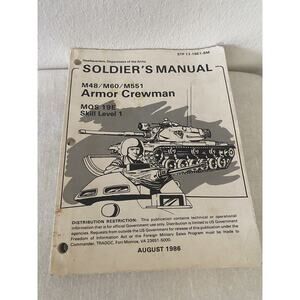 Headquarters, Department of the Army
STP 17-19E1-SM
SOLDIER'S MANUAL
M48/M60/M551
Armor Crewman
MOS 19E
Skill Level 1
DISTRIBUTION RESTRICTION: This publication contains technical or operational
information that is for official Government use only. Distribution is limited to US Government
agencies. Requests from outside the US Government for release of this publication under the
Freedom of Information Act or the Foreign Military Sales Program must be made to
Commander, TRADOC, Fort Monroe, VA 23651-5000.
AUGUST 1986